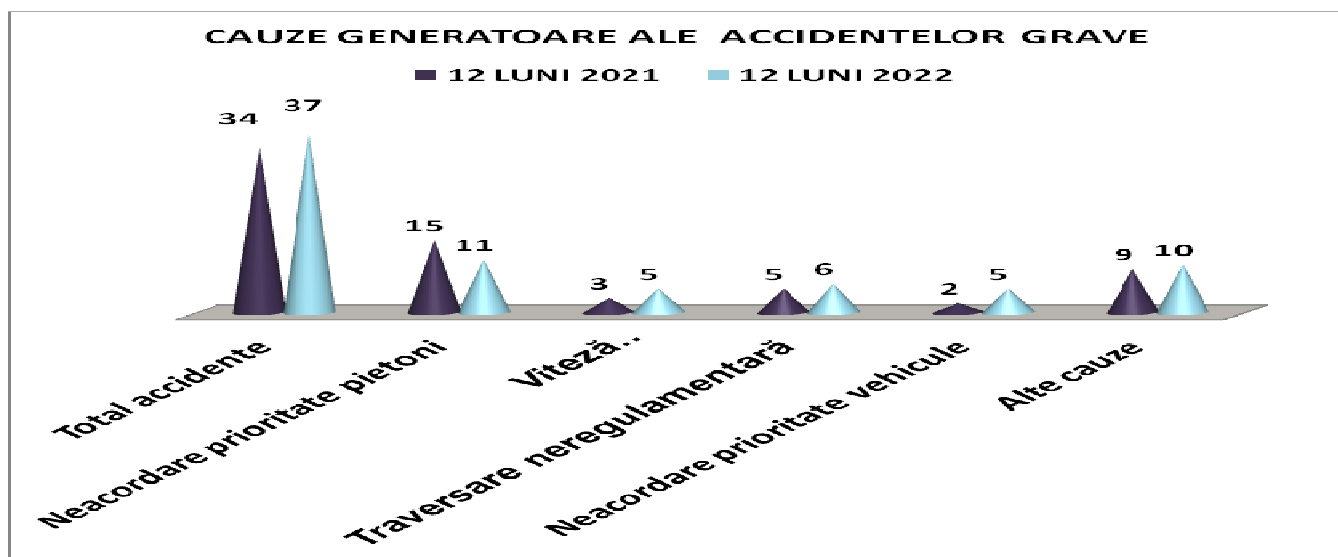 CAUZE GENERATOARE ALE ACCIDENTELOR GRAVE
12 LUNI 2021 12 LUNI 2022
34 37
15 11
3 5
5 6
2 5
9 10
Total accidente
Neacordare prioritate pietoni
Viteză..
Traversare neregulamentară
Neacordare prioritate vehicule
Alte cauze